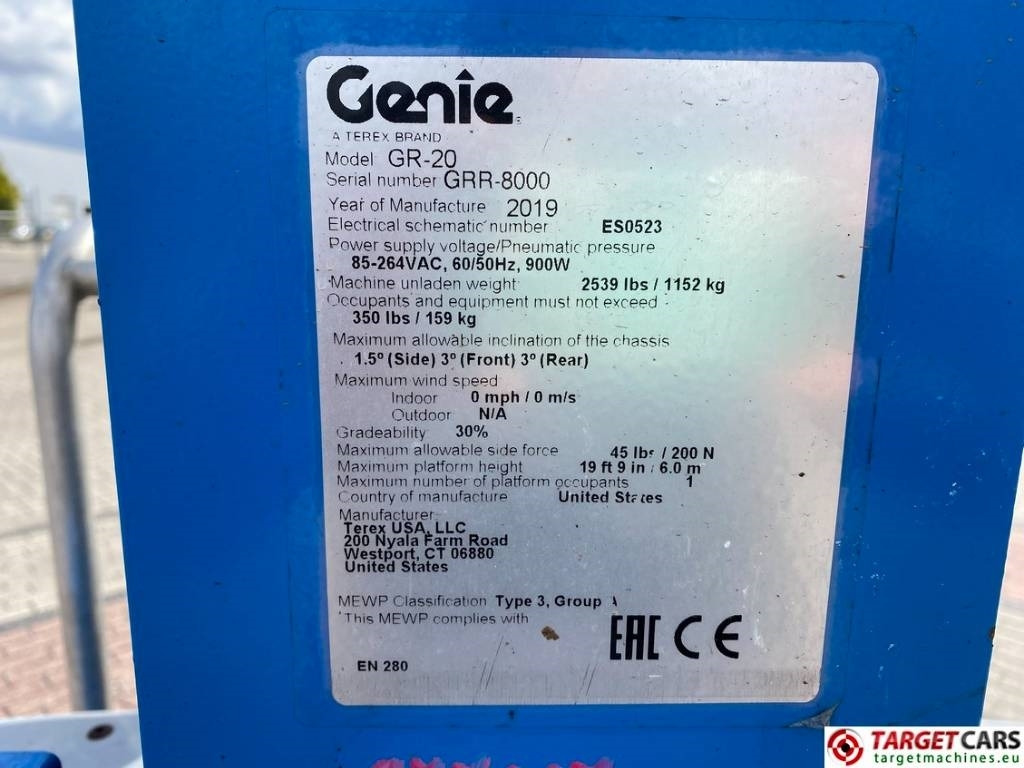 Genie
A TEREX BRAND
Model GR-20
Serial number GRR-8000
Year of Manufacture 2019
Electrical schematic number ES0523
Power supply voltage/Pneumatic pressure
85-264VAC, 60/50Hz, 900W
Machine unladen weight 2539 lbs / 1152 kg
Occupants and equipment must not exceed
350 lbs / 159 kg
Maximum allowable inclination of the chassis
1.5º (Side) 3º (Front) 3º (Rear)
Maximum wind speed
Indoor 0 mph / 0 m/s
Outdoor N/A
Gradeability 30%
Maximum allowable side force 45 lbs / 200 N
Maximum platform height 19 ft 9 in / 6.0 m
Maximum number of platform occupants 1
Country of manufacture United States
Manufacturer
Terex USA, LLC
200 Nyala Farm Road
Westport, CT 06880
United States
MEWP Classification Type 3, Group A
This MEWP complies with
EAC CE
EN 280
TARGETCARS
targetmachines.eu